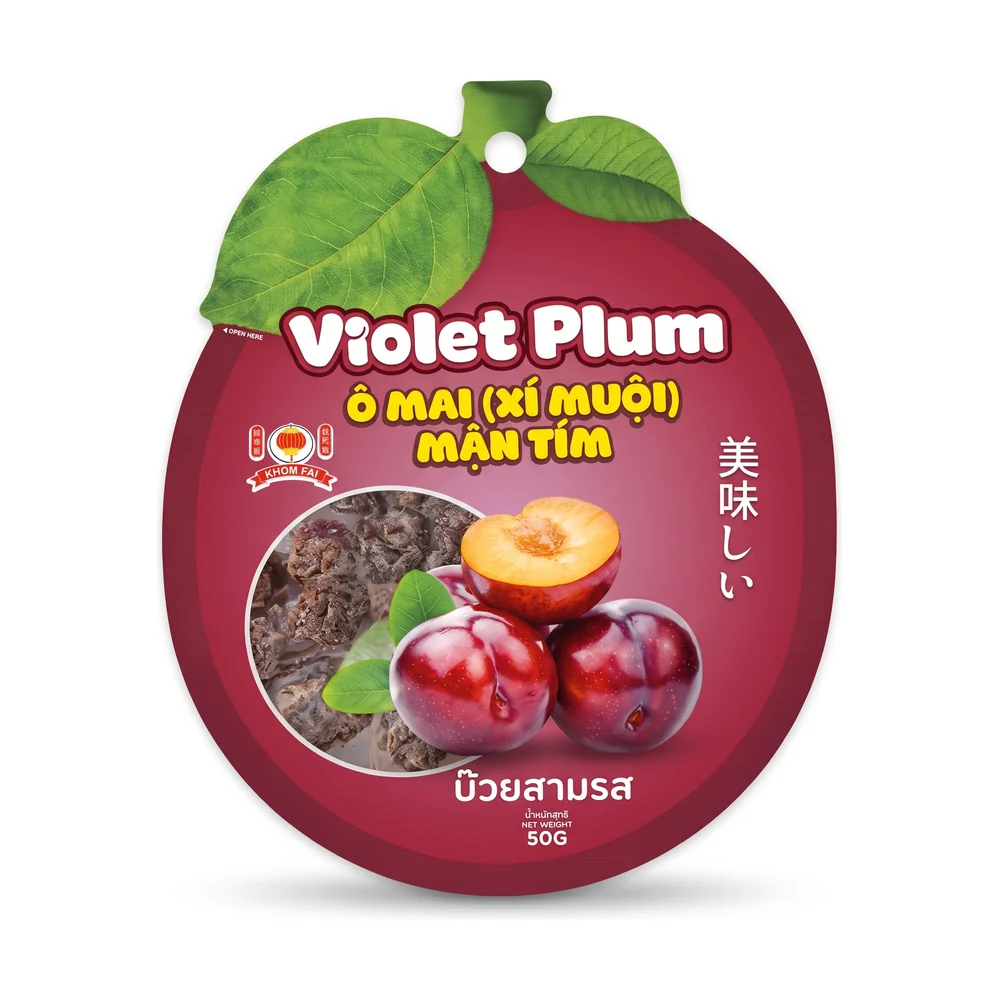 Violet Plum
Ô MAI (XÍ MUỘI)
MẬN TÍM
OPEN HERE
KHOM FAI
美味しい
บ๊วยสามรส
น้ำหนักสุทธิ
NET WEIGHT
50G